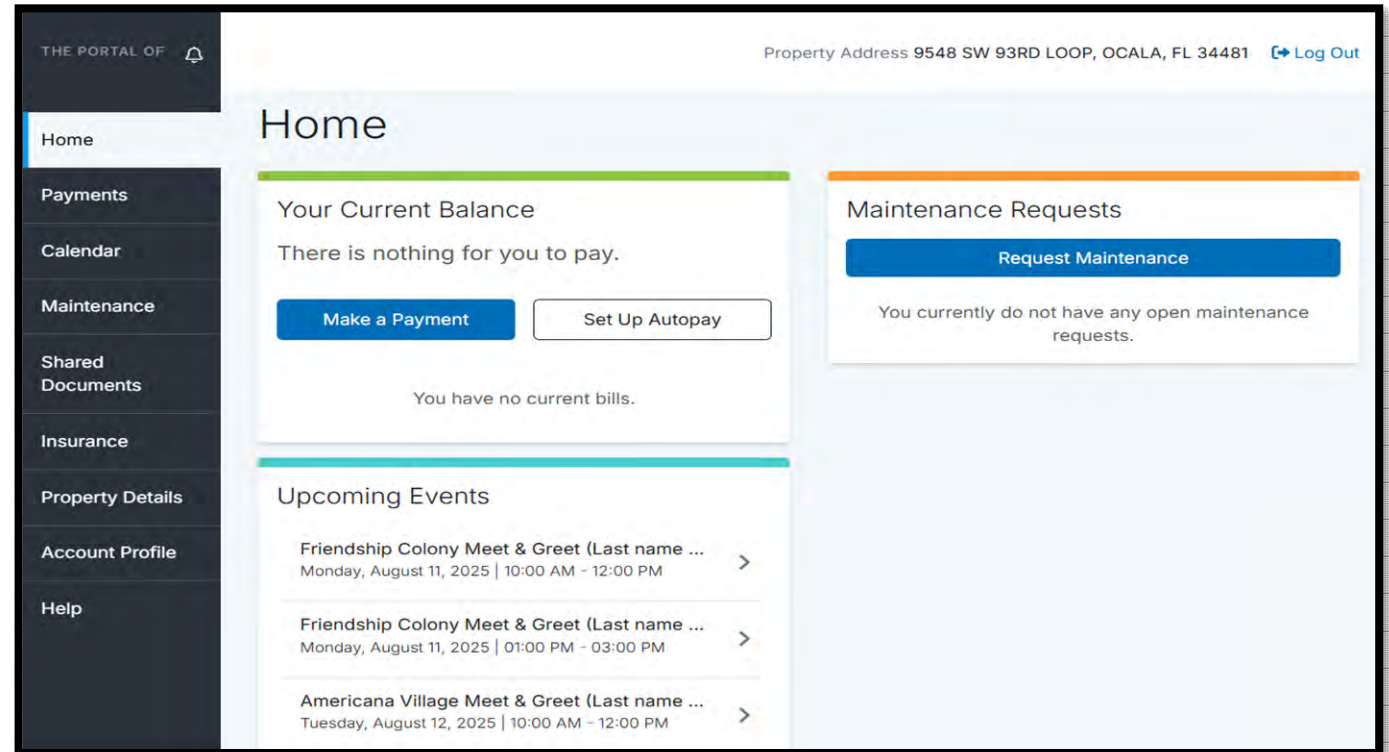 THE PORTAL OF
Property Address 9548 SW 93RD LOOP, OCALA, FL 34481 Log Out
Home
Payments
Calendar
Maintenance
Shared
Documents
Insurance
Property Details
Account Profile
Help
Home
Your Current Balance
There is nothing for you to pay.
Make a Payment Set Up Autopay
You have no current bills.
Maintenance Requests
Request Maintenance
You currently do not have any open maintenance
requests.
Upcoming Events
Friendship Colony Meet & Greet (Last name ...
Monday, August 11, 2025 | 10:00 AM - 12:00 PM
Friendship Colony Meet & Greet (Last name ...
Monday, August 11, 2025 | 01:00 PM - 03:00 PM
Americana Village Meet & Greet (Last name ...
Tuesday, August 12, 2025 | 10:00 AM - 12:00 PM